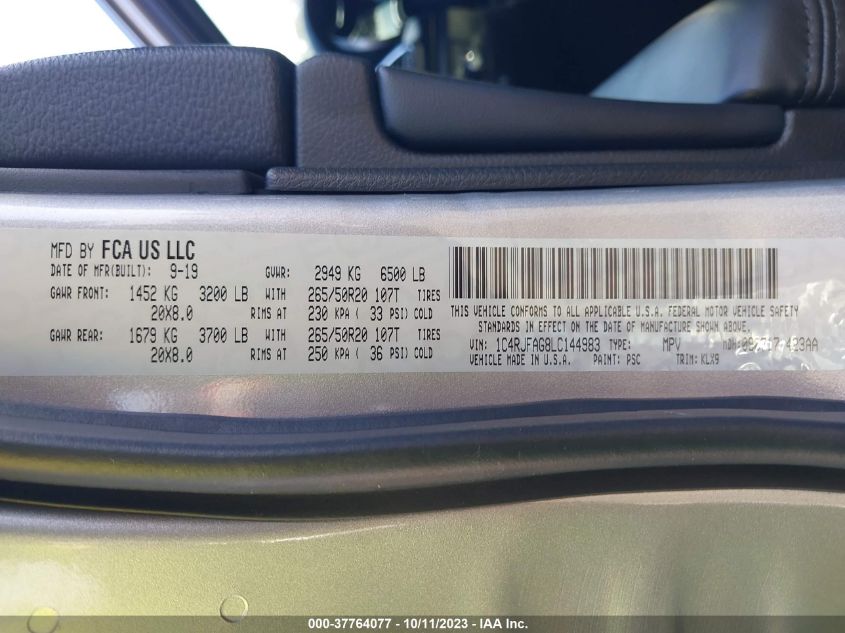 MFD BY FCA US LLC
DATE OF MFR(BUILT): 9-19 GVWR: 2949 KG 6500 LB
GAWR FRONT: 1452 KG 3200 LB WITH 265/50R20 107T TIRES
20X8.0 RIMS AT 230 KPA ( 33 PSI) COLD
GAWR REAR: 1679 KG 3700 LB WITH 265/50R20 107T TIRES
20X8.0 RIMS AT 250 KPA ( 36 PSI) COLD
THIS VEHICLE CONFORMS TO ALL APPLICABLE U.S.A. FEDERAL MOTOR VEHICLE SAFETY
STANDARDS IN EFFECT ON THE DATE OF MANUFACTURE SHOWN ABOVE.
VIN: 1C4RJFAG8LC144983 TYPE: MPV MDH:
VEHICLE MADE IN U.S.A. PAINT: PSC TRIM: KLX9
000-37764077 - 10/11/2023 - IAA Inc.